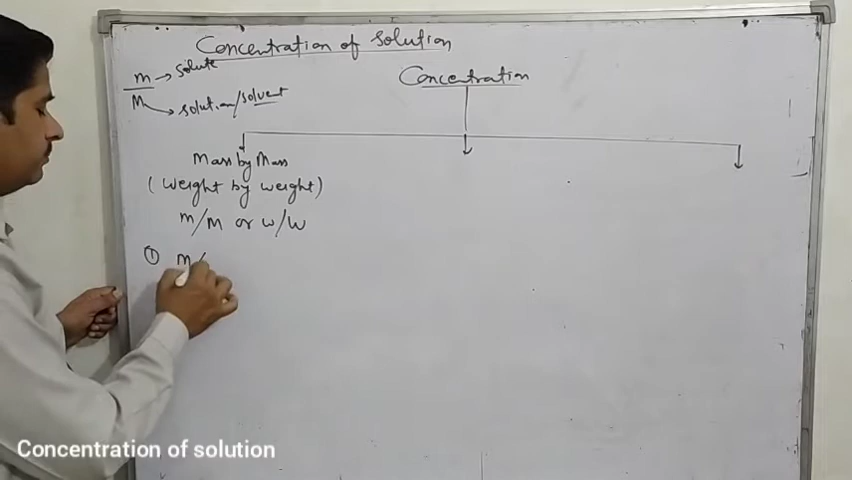 Concentration of solution
m → solute
M → solution/solvent
Concentration
Mass by Mass
( Weight by weight )
m/M or w/W
① m/
Concentration of solution